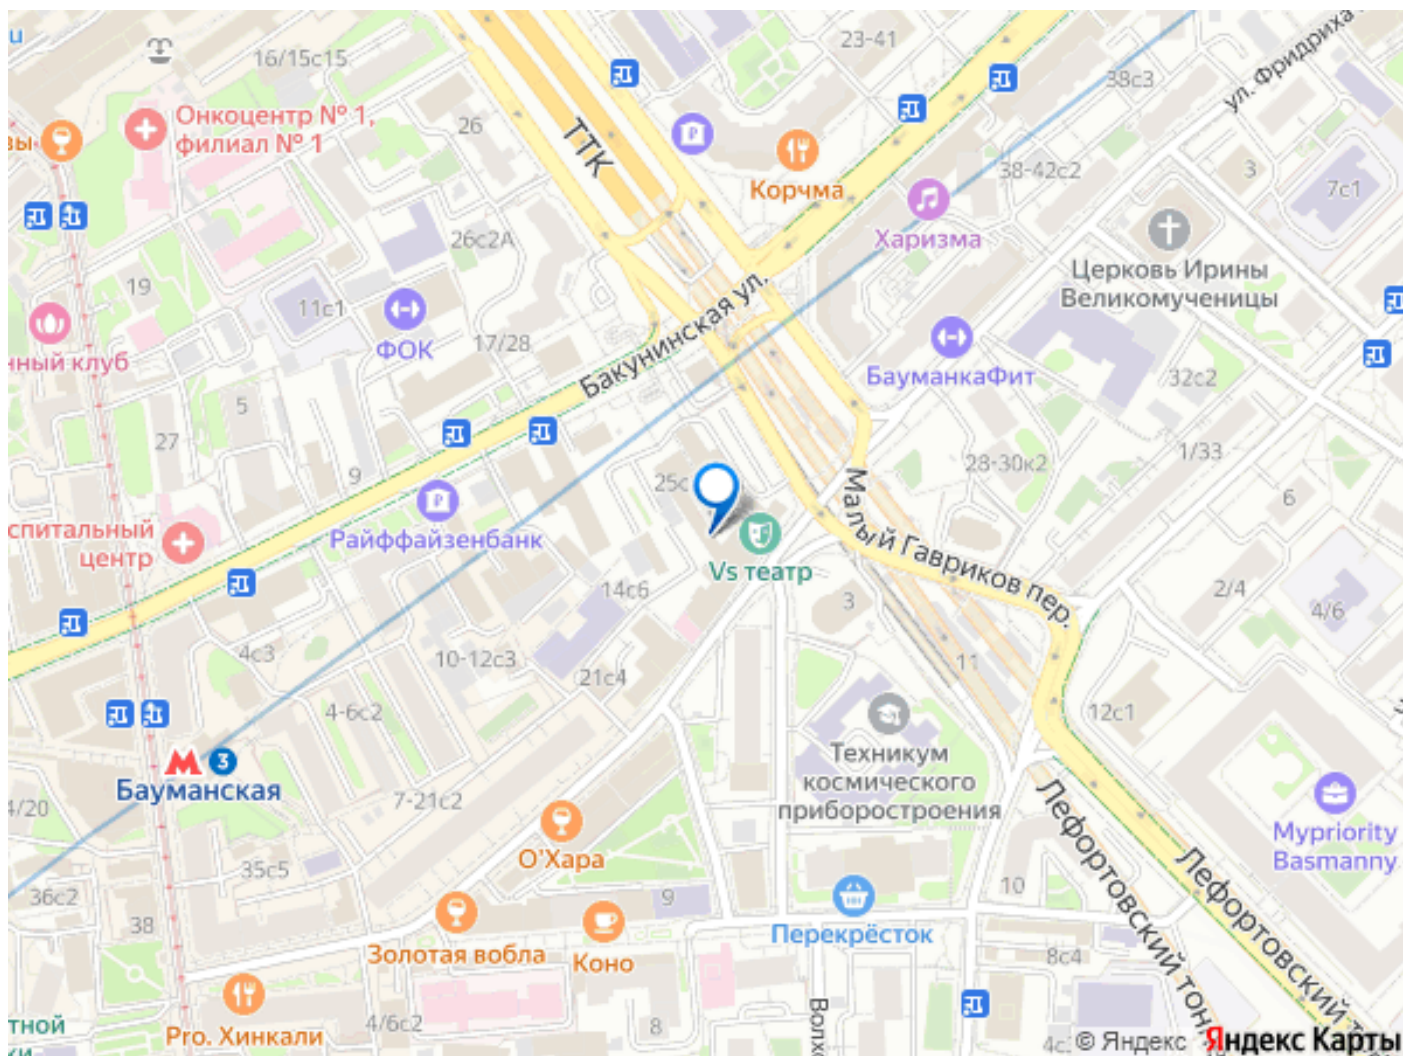 u
16/15с15
23-41
38с3
ул. Фридриха
Онкоцентр № 1,
филиал № 1
26
ТТК
вы
Корчма
38-42с2
3
7с1
26с2А
Харизма
Церковь Ирины
Великомученицы
19
11с1
ФОК
17/28
Бакунинская ул.
нный клуб
БауманкаФит
32с2
5
27
9
1/33
28-30к2
25с
6
Малый Гавриков пер.
спитальный
центр
Райффайзенбанк
Vs театр
14с6
3
2/4
4/6
4с3
10-12с3
21с4
11
4-6с2
12с1
М 3
Бауманская
Техникум
космического
приборостроения
4/20
7-21с2
О'Хара
Mypriority
Basmanny
Лефортовский тон
Лефортовский т
35с5
36с2
38
9
10
Золотая вобла
Коно
Перекрёсток
8с4
Pro. Хинкали
4/6с2
8
Волхо
тной
ки
4с
© Яндекс Яндекс Карты